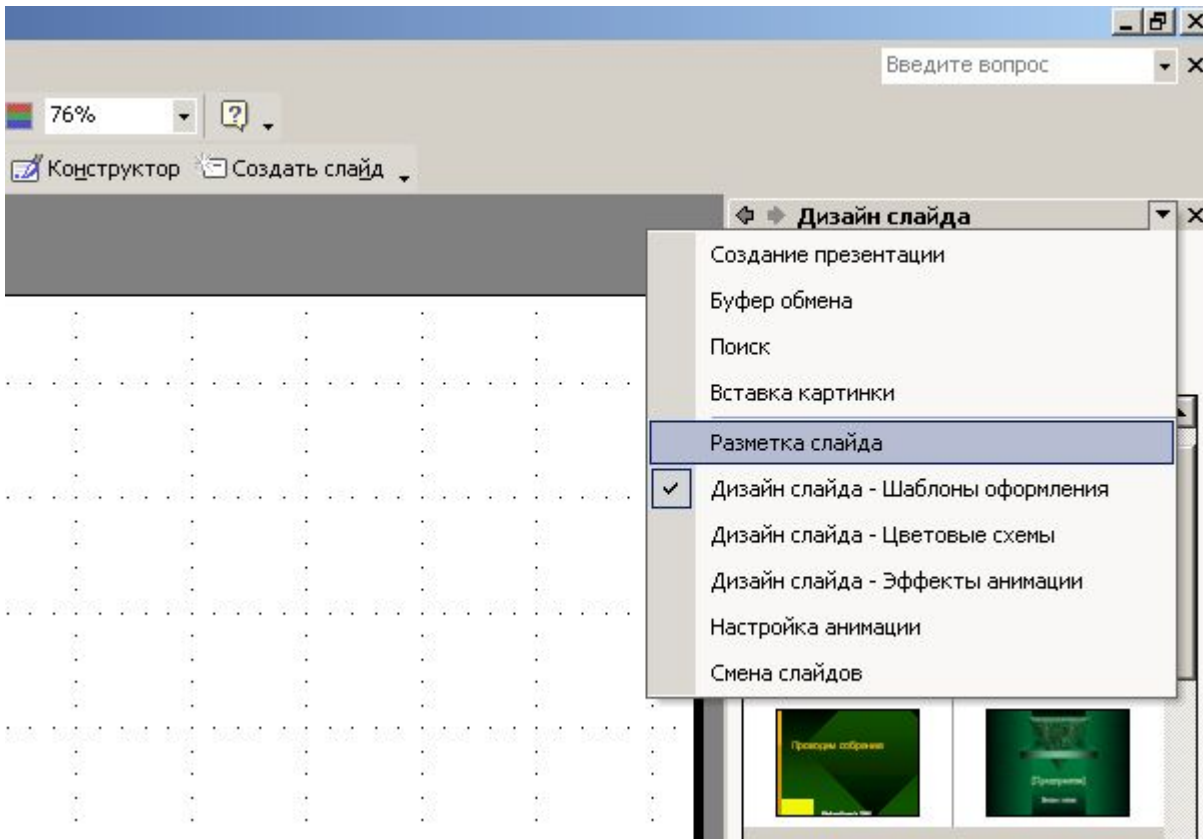 Введите вопрос
76%
Конструктор Создать слайд
Дизайн слайда
Создание презентации
Буфер обмена
Поиск
Вставка картинки
Разметка слайда
Дизайн слайда - Шаблоны оформления
Дизайн слайда - Цветовые схемы
Дизайн слайда - Эффекты анимации
Настройка анимации
Смена слайдов
Проводим собрание